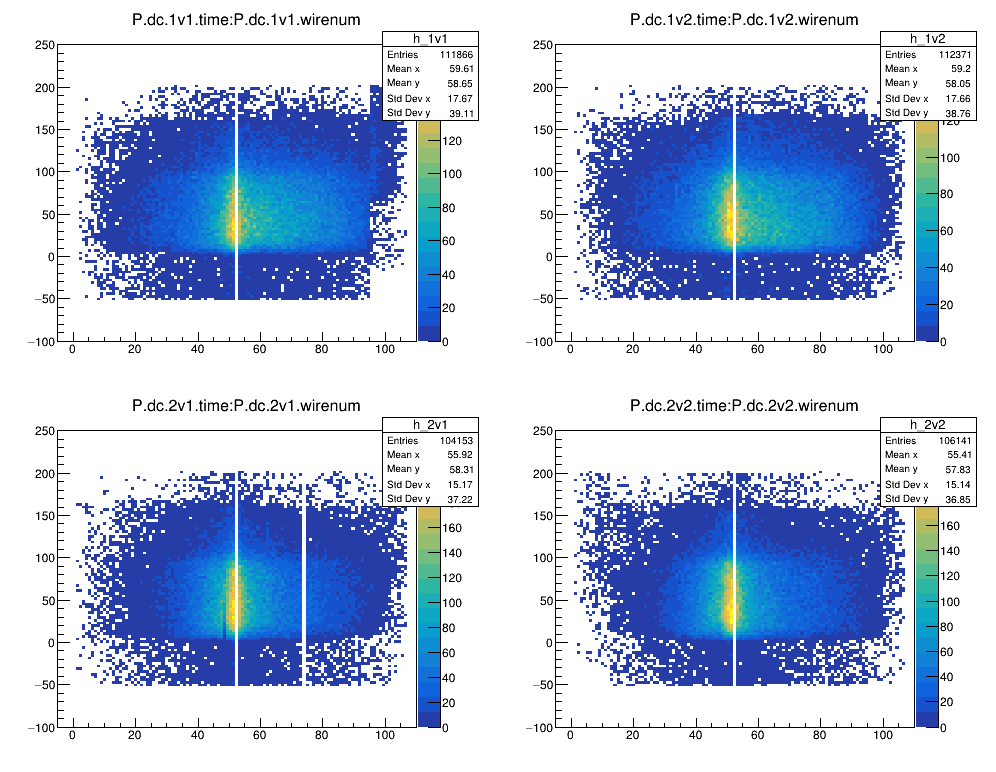 P.dc.1v1.time:P.dc.1v1.wirenum
h_1v1
Entries 111866
Mean x 59.61
Mean y 58.65
Std Dev x 17.67
Std Dev y 39.11
250
200
150
100
50
0
−50
−100
0 20 40 60 80 100
120
100
80
60
40
20
0
P.dc.1v2.time:P.dc.1v2.wirenum
h_1v2
Entries 112371
Mean x 59.2
Mean y 58.05
Std Dev x 17.66
Std Dev y 38.76
250
200
150
100
50
0
−50
−100
0 20 40 60 80 100
120
100
80
60
40
20
0
P.dc.2v1.time:P.dc.2v1.wirenum
h_2v1
Entries 104153
Mean x 55.92
Mean y 58.31
Std Dev x 15.17
Std Dev y 37.22
250
200
150
100
50
0
−50
−100
0 20 40 60 80 100
160
140
120
100
80
60
40
20
0
P.dc.2v2.time:P.dc.2v2.wirenum
h_2v2
Entries 106141
Mean x 55.41
Mean y 57.83
Std Dev x 15.14
Std Dev y 36.85
250
200
150
100
50
0
−50
−100
0 20 40 60 80 100
160
140
120
100
80
60
40
20
0